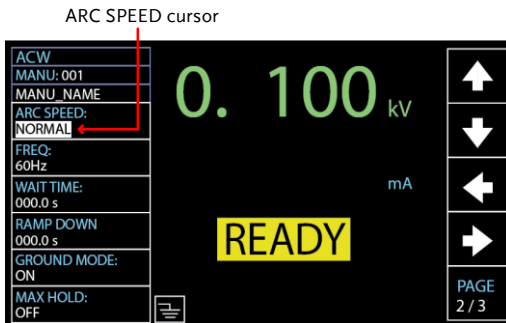 ARC SPEED cursor
ACW
MANU: 001
MANU_NAME
ARC SPEED:
NORMAL
FREQ:
60Hz
WAIT TIME:
000.0 s
RAMP DOWN
000.0 s
GROUND MODE:
ON
MAX HOLD:
OFF
0. 100 kV
mA
READY
PAGE
2 / 3